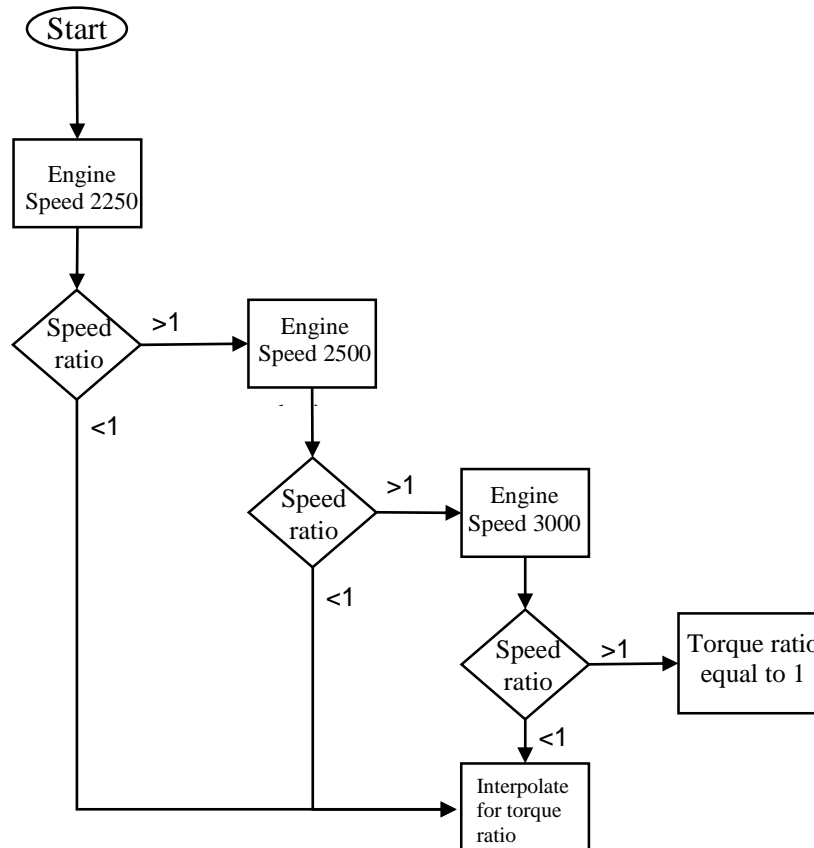 Start
Engine
Speed 2250
Speed
ratio
>1
<1
Engine
Speed 2500
Speed
ratio
>1
<1
Engine
Speed 3000
Speed
ratio
>1
<1
Torque ratio
equal to 1
Interpolate
for torque
ratio